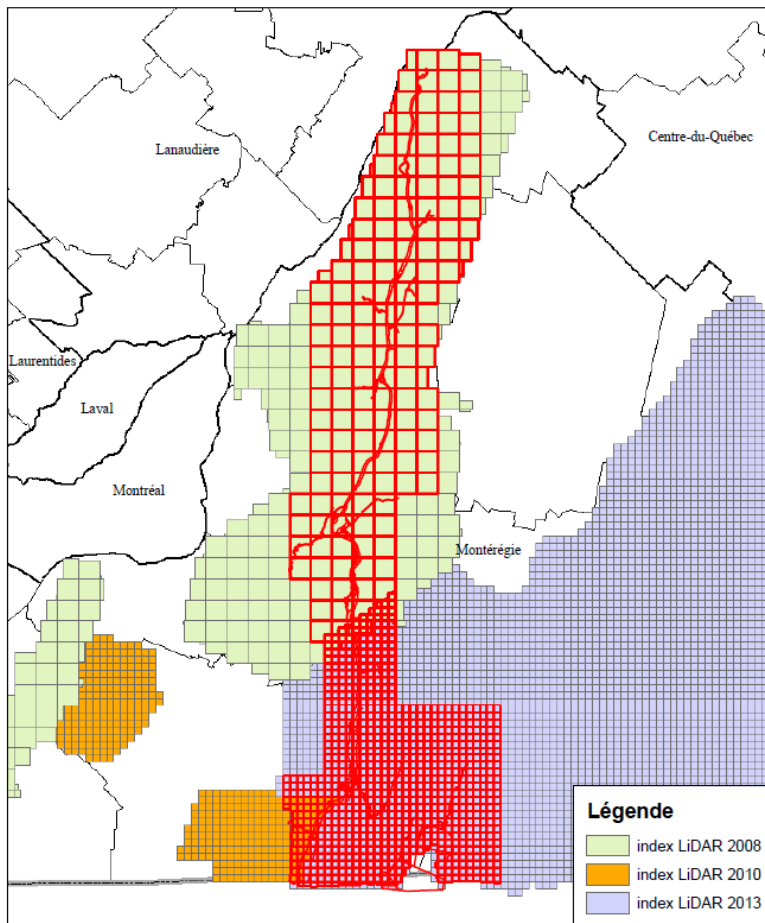 Lanaudière
Centre-du-Québec
Laurentides
Laval
Montréal
Montérégie
Légende
index LiDAR 2008
index LiDAR 2010
index LiDAR 2013